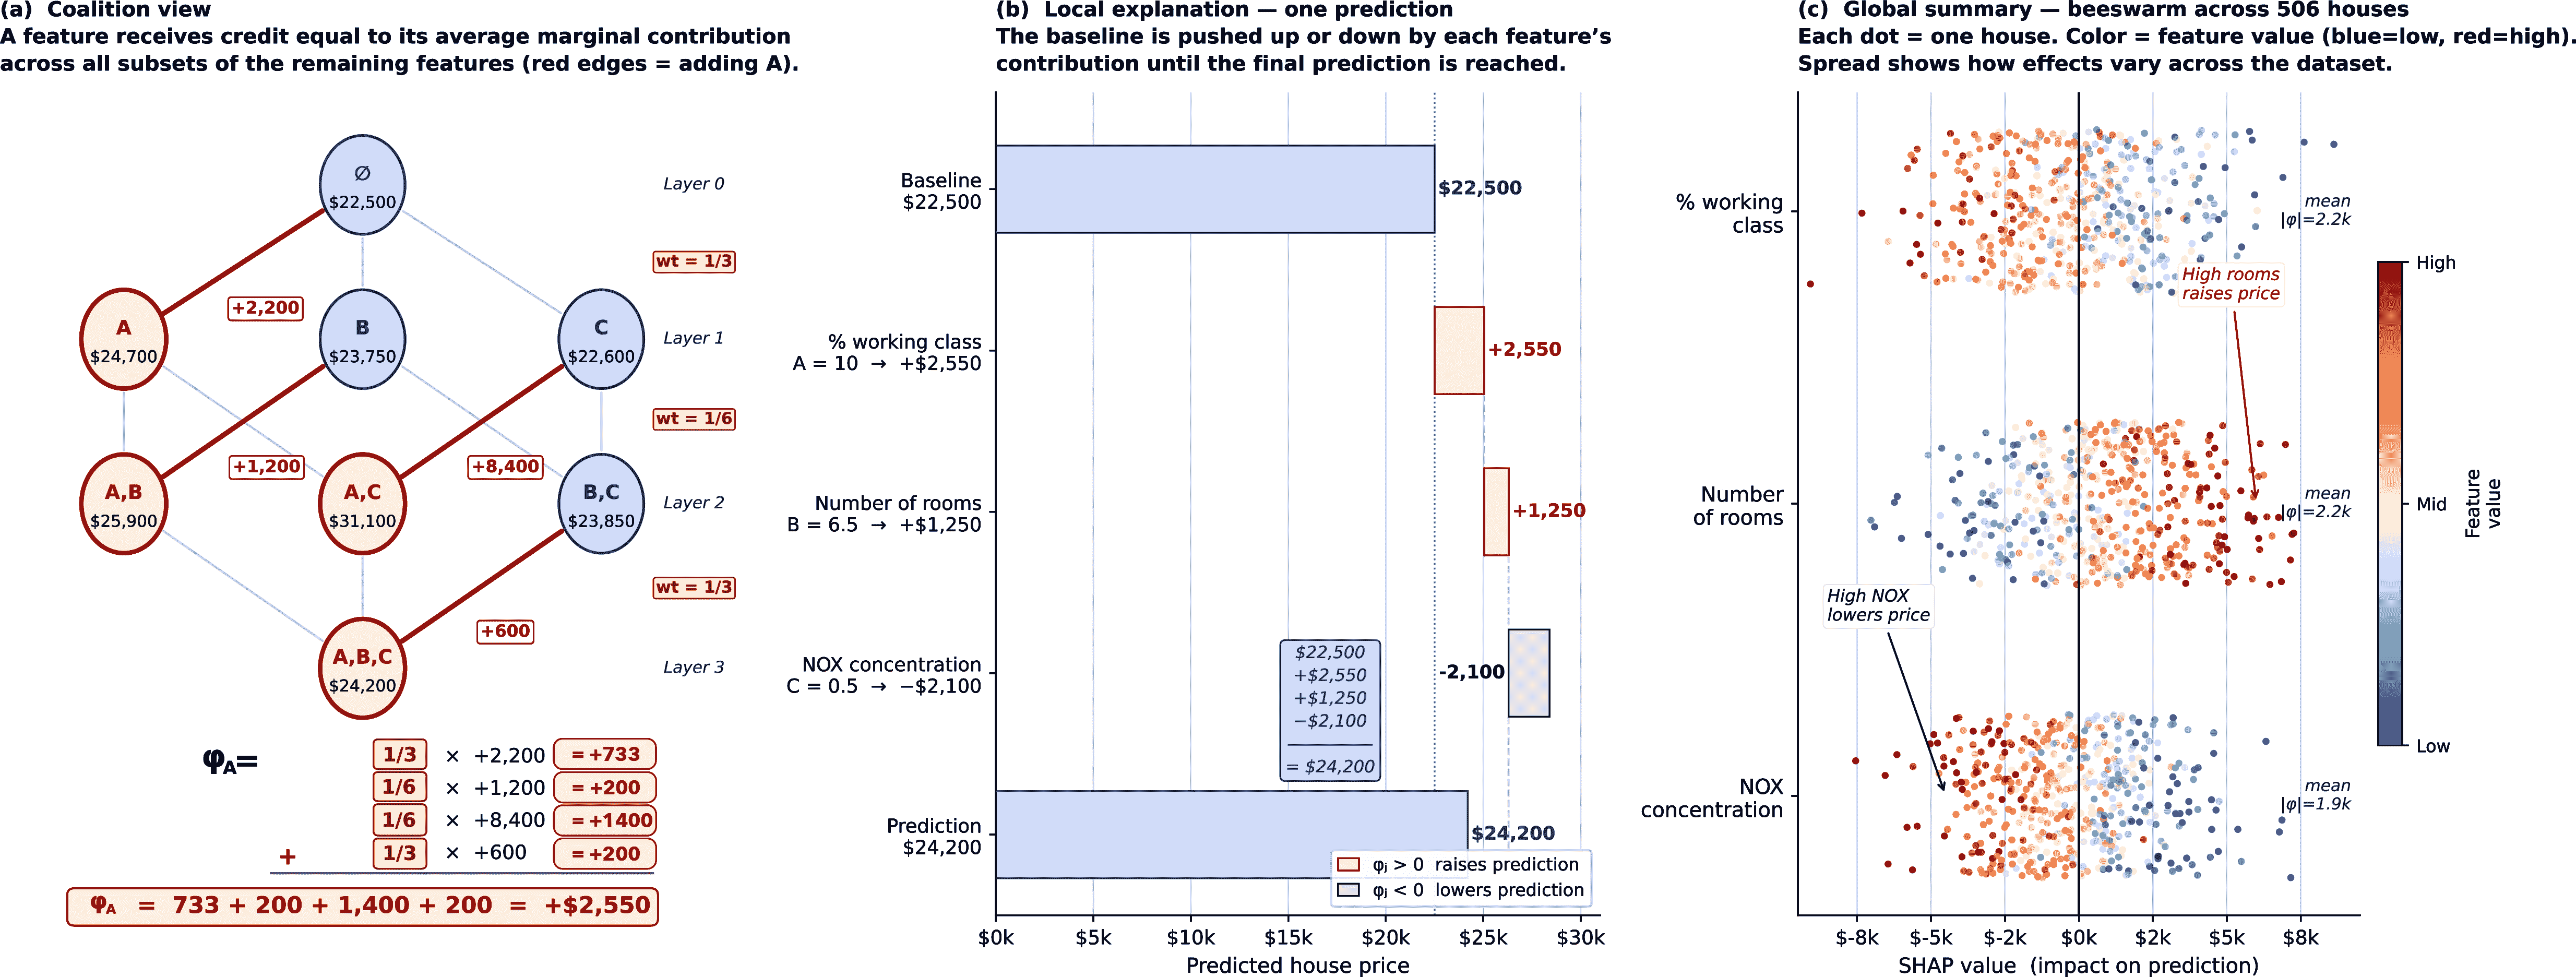 (a)  Coalition view
A feature receives credit equal to its average marginal contribution
across all subsets of the remaining features (red edges = adding A).
∅
$22,500
Layer 0
wt = 1/3
+2,200
A
$24,700
B
$23,750
C
$22,600
Layer 1
wt = 1/6
+1,200
+8,400
A,B
$25,900
A,C
$31,100
B,C
$23,850
Layer 2
wt = 1/3
+600
A,B,C
$24,200
Layer 3
φA=
1/3 × +2,200 = +733
1/6 × +1,200 = +200
1/6 × +8,400 = +1400
+ 1/3 × +600 = +200
φA = 733 + 200 + 1,400 + 200 = +$2,550
(b)  Local explanation — one prediction
The baseline is pushed up or down by each feature’s
contribution until the final prediction is reached.
Baseline
$22,500
$22,500
% working class
A = 10 → +$2,550
+2,550
Number of rooms
B = 6.5 → +$1,250
+1,250
NOX concentration
C = 0.5 → −$2,100
-2,100
$22,500
+$2,550
+$1,250
−$2,100
= $24,200
Prediction
$24,200
$24,200
φⱼ > 0 raises prediction
φⱼ < 0 lowers prediction
$0k $5k $10k $15k $20k $25k $30k
Predicted house price
(c)  Global summary — beeswarm across 506 houses
Each dot = one house. Color = feature value (blue=low, red=high).
Spread shows how effects vary across the dataset.
% working
class
mean
|φ|=2.2k
High rooms
raises price
Number
of rooms
mean
|φ|=2.2k
High NOX
lowers price
NOX
concentration
mean
|φ|=1.9k
$-8k $-5k $-2k $0k $2k $5k $8k
SHAP value (impact on prediction)
High
Mid
Low
Feature
value